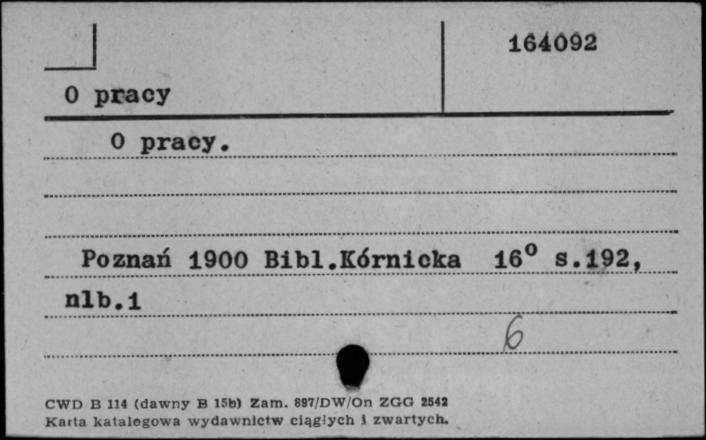 164092
O pracy
O pracy.
Poznań 1900 Bibl.Kórnicka 16º s.192,
nlb.1
6
CWD B 114 (dawny B 15b) Zam. 897/DW/On ZGG 2542
Karta katalogowa wydawnictw ciągłych i zwartych.